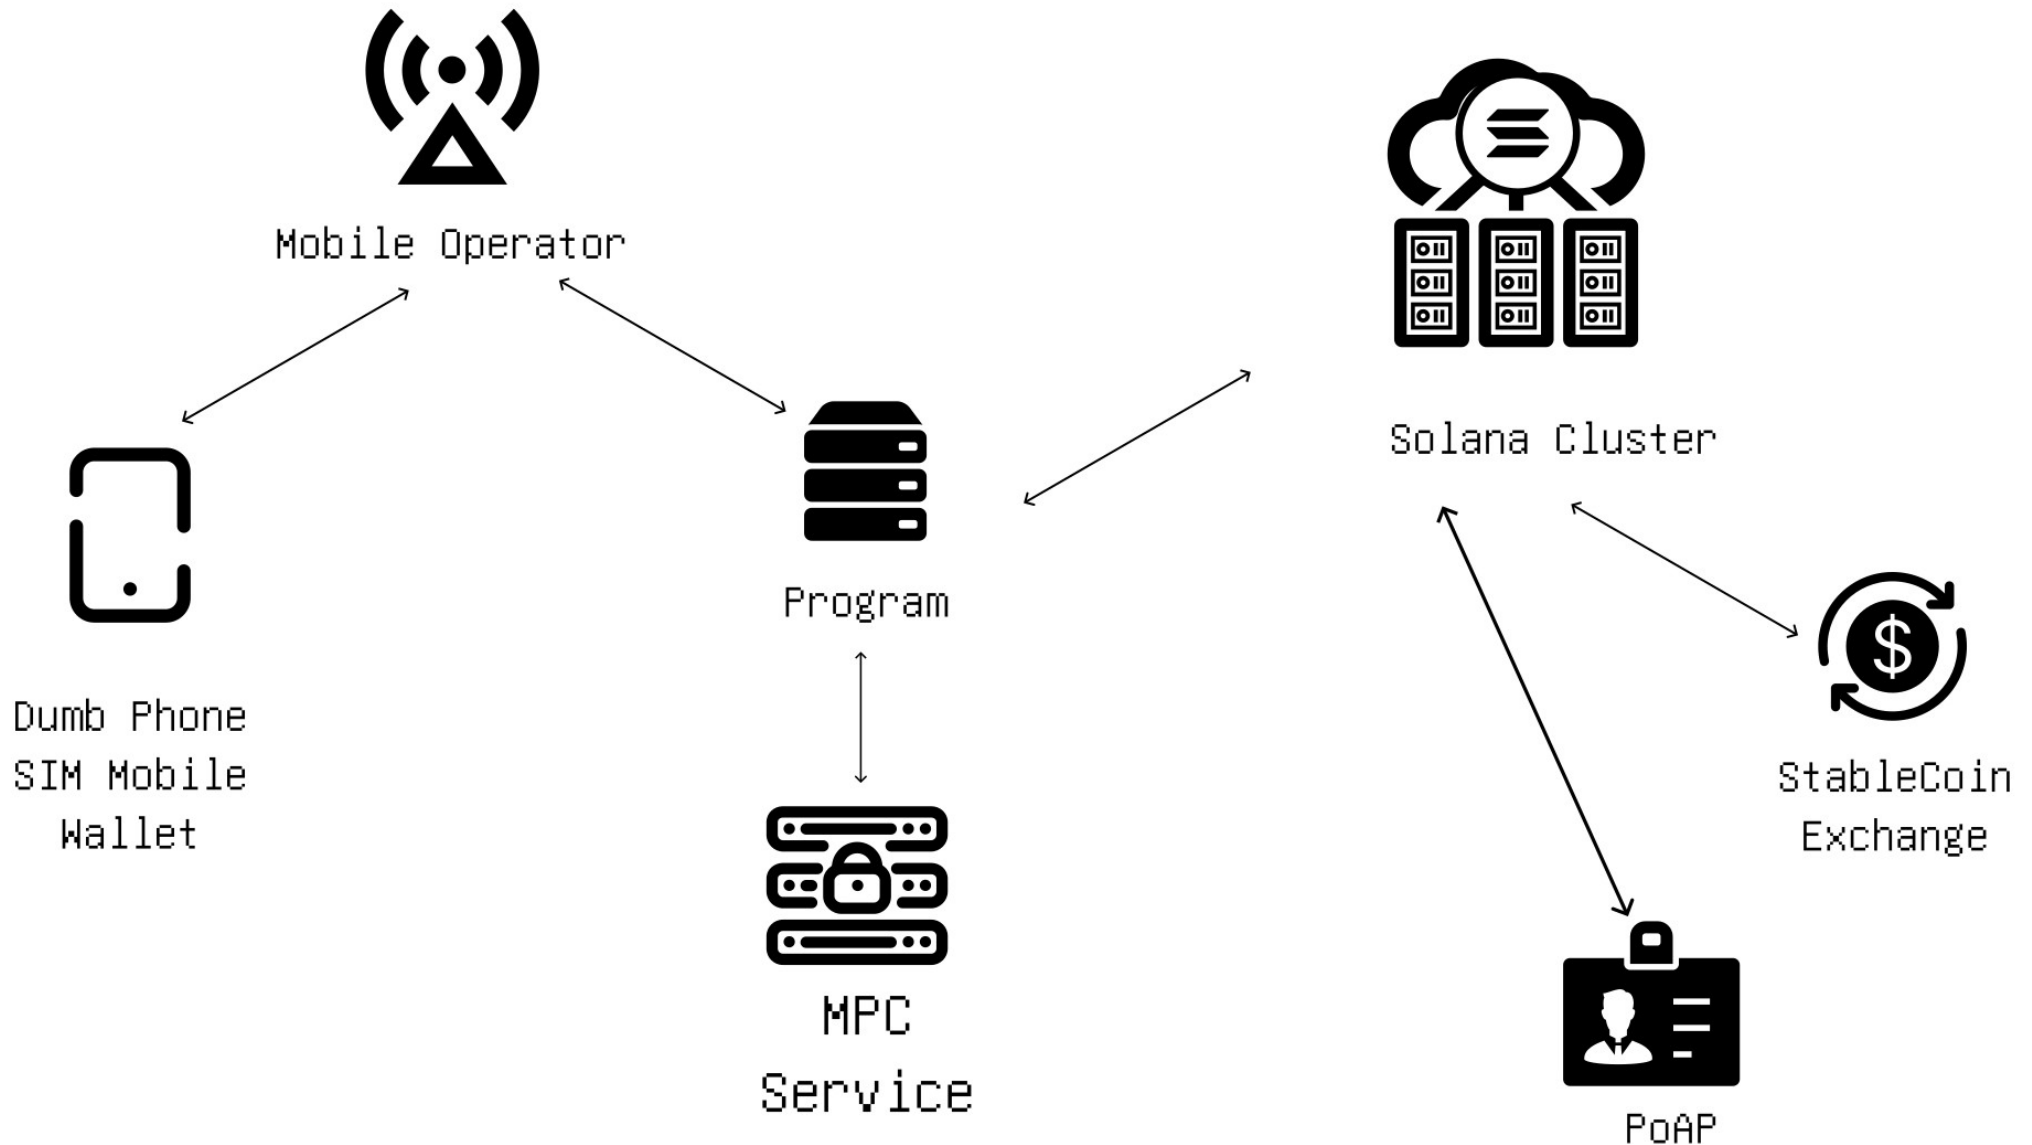 Mobile Operator
Solana Cluster
Program
Dumb Phone
SIM Mobile
Wallet
StableCoin
Exchange
MPC
Service
PoAP